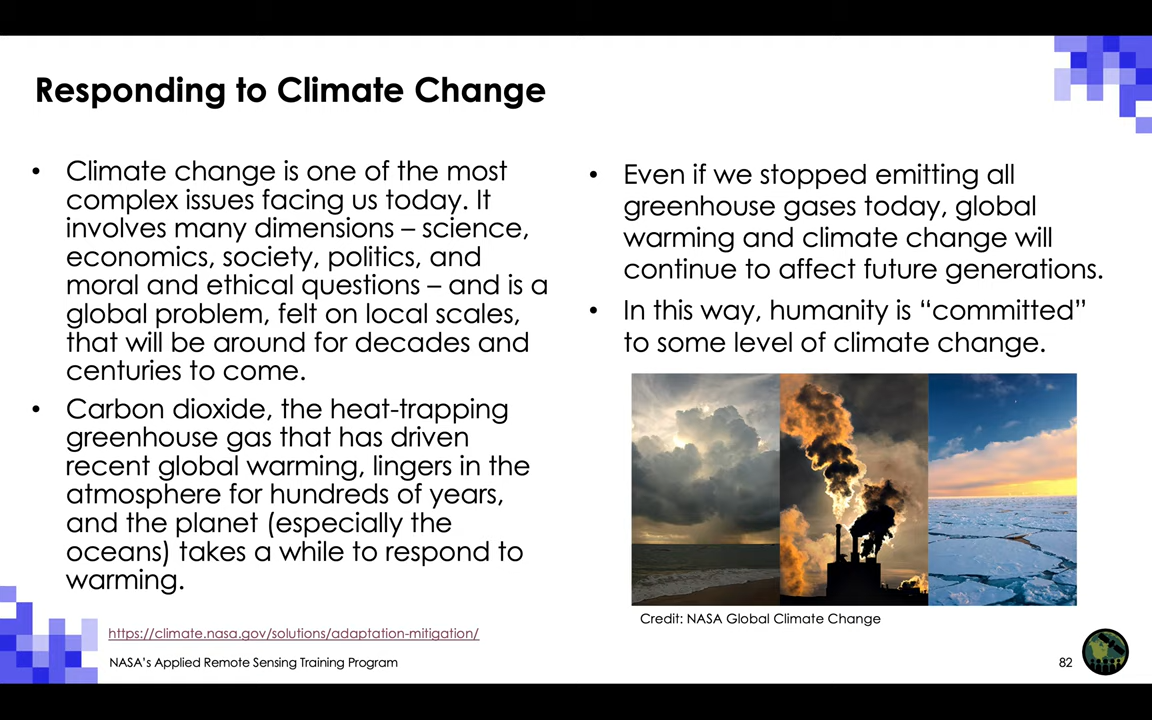 Responding to Climate Change
• Climate change is one of the most
complex issues facing us today. It
involves many dimensions – science,
economics, society, politics, and
moral and ethical questions – and is a
global problem, felt on local scales,
that will be around for decades and
centuries to come.
• Carbon dioxide, the heat-trapping
greenhouse gas that has driven
recent global warming, lingers in the
atmosphere for hundreds of years,
and the planet (especially the
oceans) takes a while to respond to
warming.
• Even if we stopped emitting all
greenhouse gases today, global
warming and climate change will
continue to affect future generations.
• In this way, humanity is “committed”
to some level of climate change.
Credit: NASA Global Climate Change
https://climate.nasa.gov/solutions/adaptation-mitigation/
NASA’s Applied Remote Sensing Training Program
82